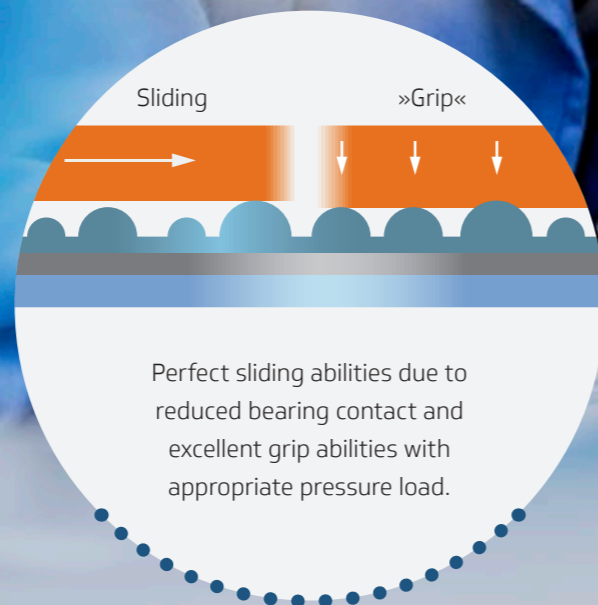 Sliding
»Grip«
Perfect sliding abilities due to
reduced bearing contact and
excellent grip abilities with
appropriate pressure load.